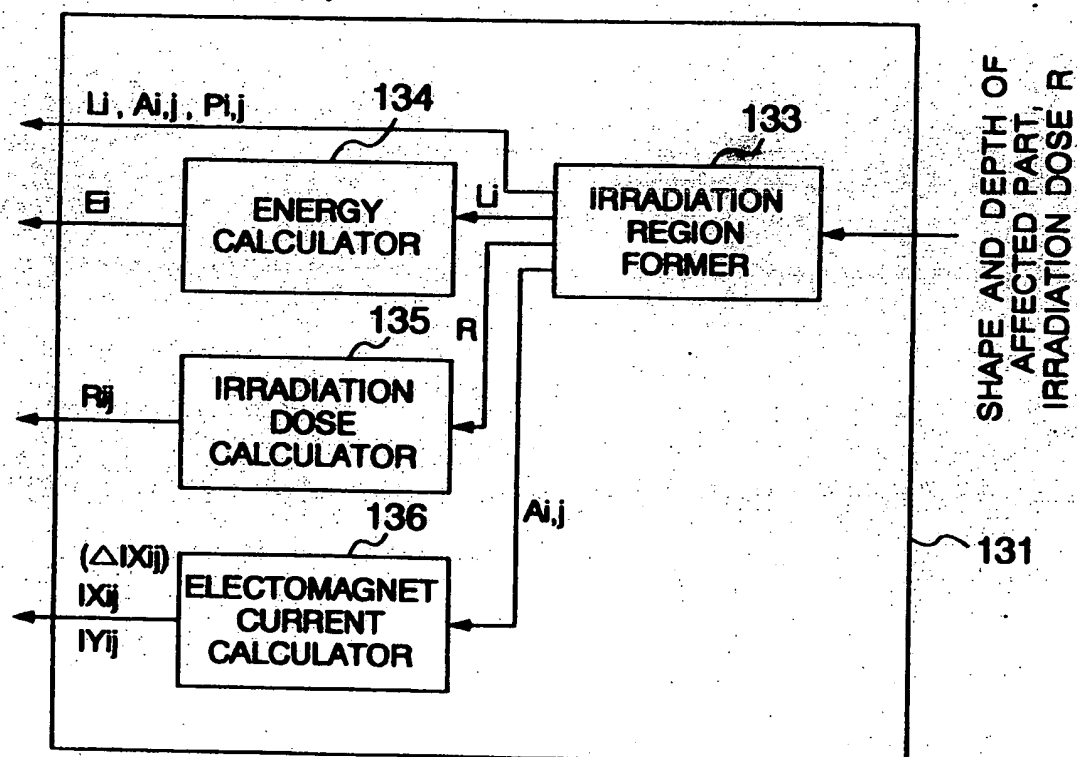 Li , Ai,j , Pi,j
134
133
Ei
ENERGY
CALCULATOR
Li
IRRADIATION
REGION
FORMER
SHAPE AND DEPTH OF
AFFECTED PART,
IRRADIATION DOSE R
135
R
Rij
IRRADIATION
DOSE
CALCULATOR
136
Ai,j
131
(△IXij)
IXij
IYij
ELECTOMAGNET
CURRENT
CALCULATOR